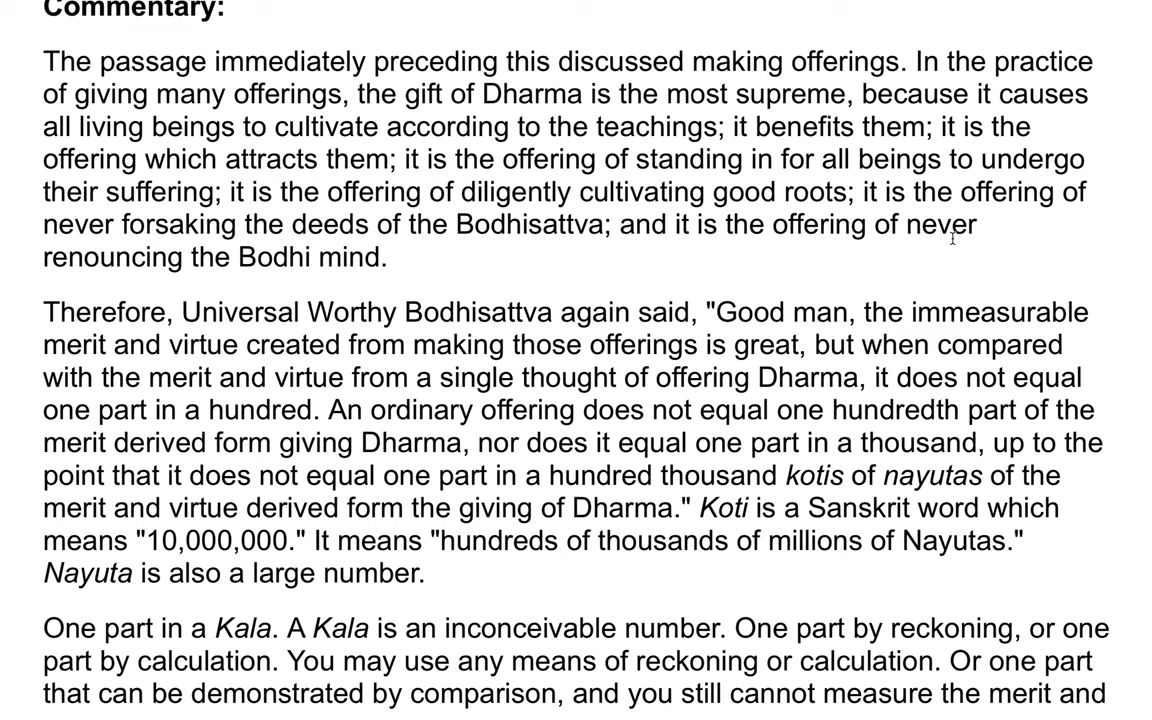 Commentary:
The passage immediately preceding this discussed making offerings. In the practice
of giving many offerings, the gift of Dharma is the most supreme, because it causes
all living beings to cultivate according to the teachings; it benefits them; it is the
offering which attracts them; it is the offering of standing in for all beings to undergo
their suffering; it is the offering of diligently cultivating good roots; it is the offering of
never forsaking the deeds of the Bodhisattva; and it is the offering of never
renouncing the Bodhi mind.
Therefore, Universal Worthy Bodhisattva again said, "Good man, the immeasurable
merit and virtue created from making those offerings is great, but when compared
with the merit and virtue from a single thought of offering Dharma, it does not equal
one part in a hundred. An ordinary offering does not equal one hundredth part of the
merit derived form giving Dharma, nor does it equal one part in a thousand, up to the
point that it does not equal one part in a hundred thousand kotis of nayutas of the
merit and virtue derived form the giving of Dharma." Koti is a Sanskrit word which
means "10,000,000." It means "hundreds of thousands of millions of Nayutas."
Nayuta is also a large number.
One part in a Kala. A Kala is an inconceivable number. One part by reckoning, or one
part by calculation. You may use any means of reckoning or calculation. Or one part
that can be demonstrated by comparison, and you still cannot measure the merit and